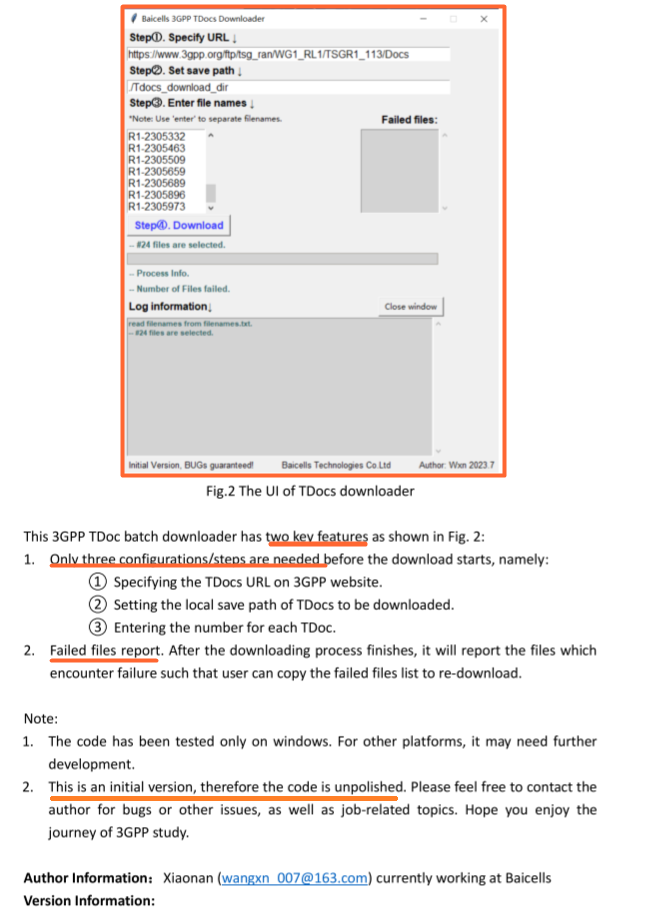 Baicells 3GPP TDocs Downloader
Step①. Specify URL ↓
https://www.3gpp.org/ftp/tsg_ran/WG1_RL1/TSGR1_113/Docs
Step②. Set save path ↓
./Tdocs_download_dir
Step③. Enter file names ↓
*Note: Use 'enter' to separate filenames.
Failed files:
R1-2305332
R1-2305463
R1-2305509
R1-2305659
R1-2305689
R1-2305896
R1-2305973
Step④. Download
-- #24 files are selected.
-- Process Info.
-- Number of Files failed.
Log information↓
Close window
read filenames from filenames.txt.
-- #24 files are selected.
Initial Version, BUGs guaranteed! Baicells Technologies Co.Ltd Author: Wxn 2023.7
Fig.2 The UI of TDocs downloader
This 3GPP TDoc batch downloader has two key features as shown in Fig. 2:
1. Only three configurations/steps are needed before the download starts, namely:
① Specifying the TDocs URL on 3GPP website.
② Setting the local save path of TDocs to be downloaded.
③ Entering the number for each TDoc.
2. Failed files report. After the downloading process finishes, it will report the files which
encounter failure such that user can copy the failed files list to re-download.
Note:
1. The code has been tested only on windows. For other platforms, it may need further
development.
2. This is an initial version, therefore the code is unpolished. Please feel free to contact the
author for bugs or other issues, as well as job-related topics. Hope you enjoy the
journey of 3GPP study.
Author Information： Xiaonan (wangxn_007@163.com) currently working at Baicells
Version Information: